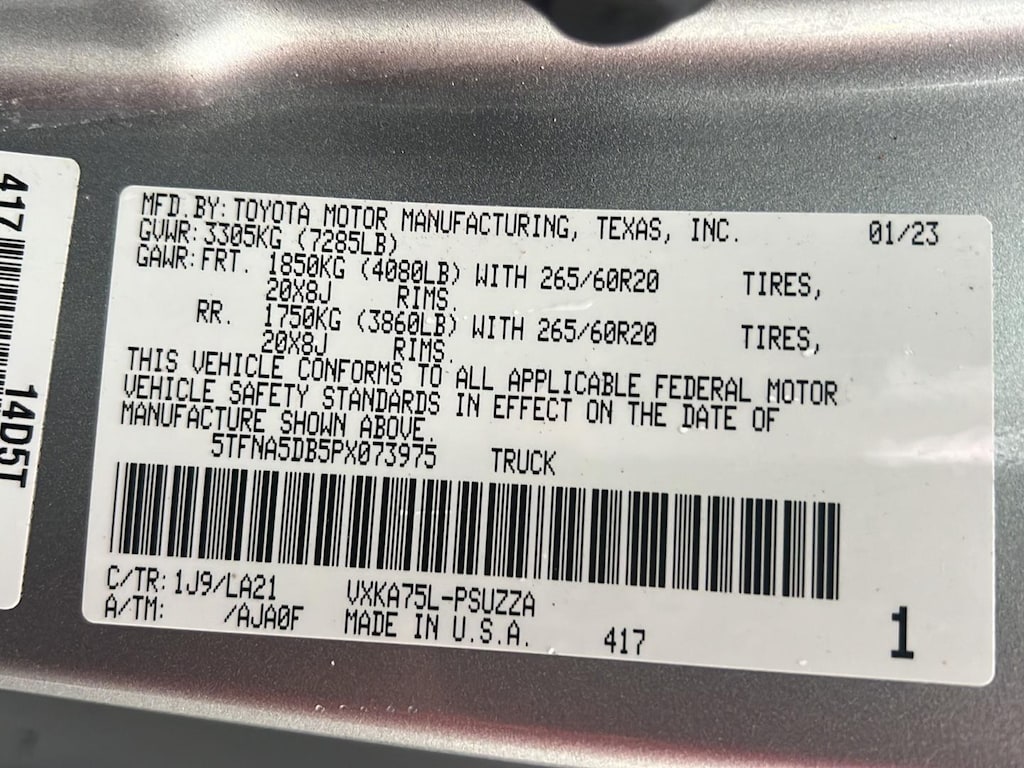 MFD.BY: TOYOTA MOTOR MANUFACTURING, TEXAS, INC. 01/23
GVWR: 3305KG (7285LB)
GAWR: FRT. 1850KG (4080LB) WITH 265/60R20 TIRES,
20X8J RIMS.
RR. 1750KG (3860LB) WITH 265/60R20 TIRES,
20X8J RIMS.
THIS VEHICLE CONFORMS TO ALL APPLICABLE FEDERAL MOTOR
VEHICLE SAFETY STANDARDS IN EFFECT ON THE DATE OF
MANUFACTURE SHOWN ABOVE.
5TFNA5DB5PX073975 TRUCK
C/TR: 1J9/LA21 VXKA75L-PSUZZA
A/TM: /AJA0F MADE IN U.S.A. 417 1
417
14D5T